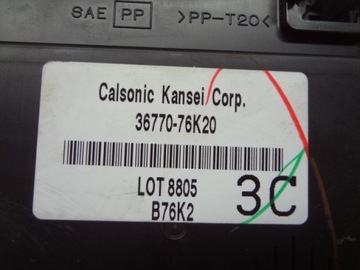 SAE PP >PP-T20<
Calsonic Kansei Corp.
36770-76K20
LOT 8805
B76K2
3C